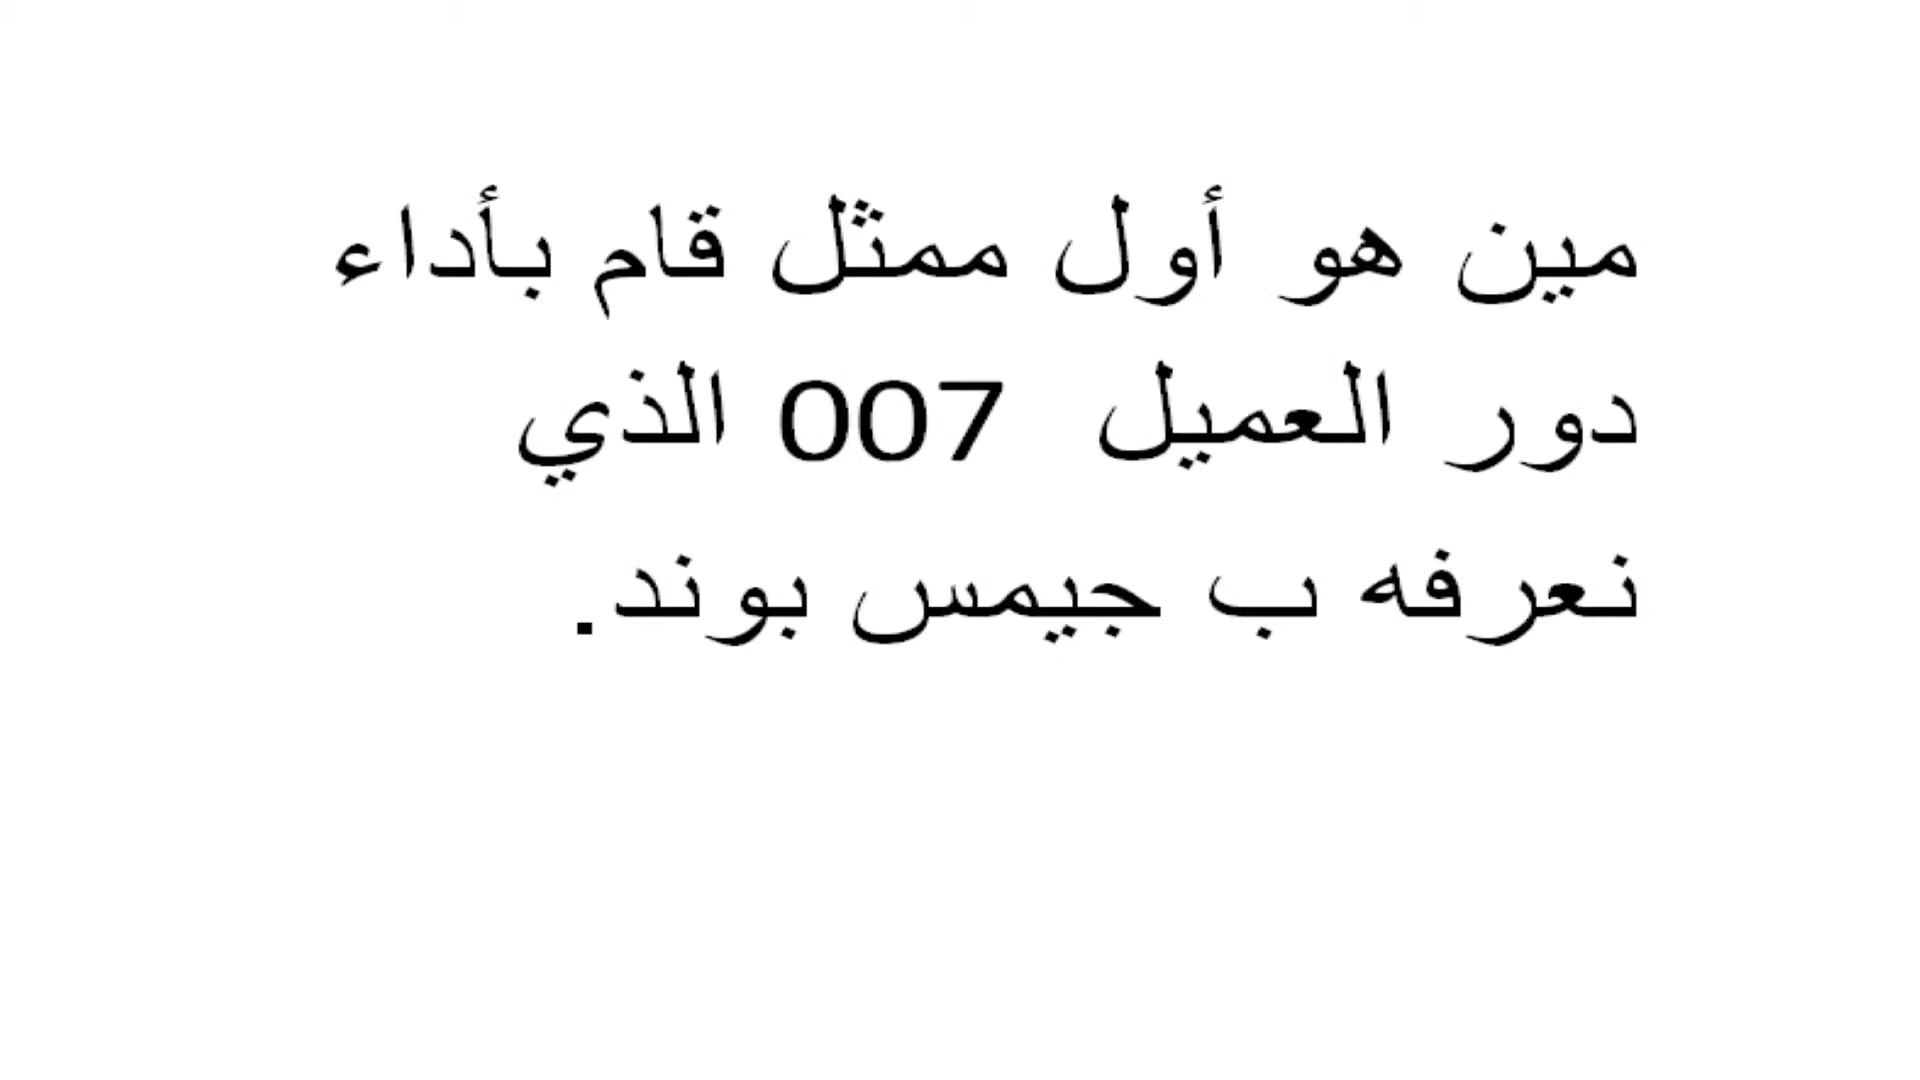 مين هو أول ممثل قام بأداء
دور العميل 007 الذي
نعرفه ب جيمس بوند.